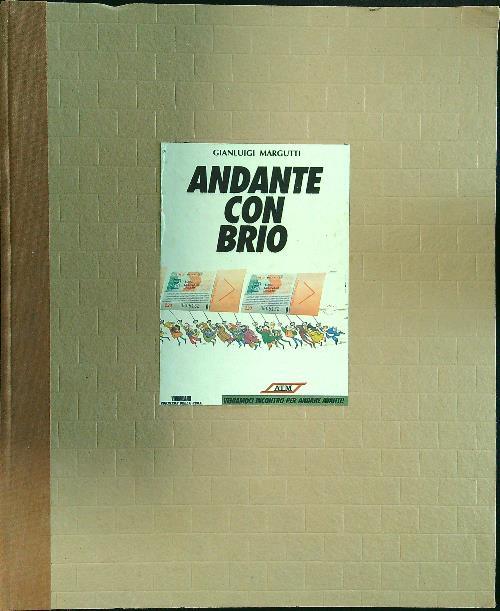 GIANLUIGI MARGUTTI
ANDANTE
CON
BRIO
ATM
VENIAMOCI INCONTRO PER ANDARE AVANTI!